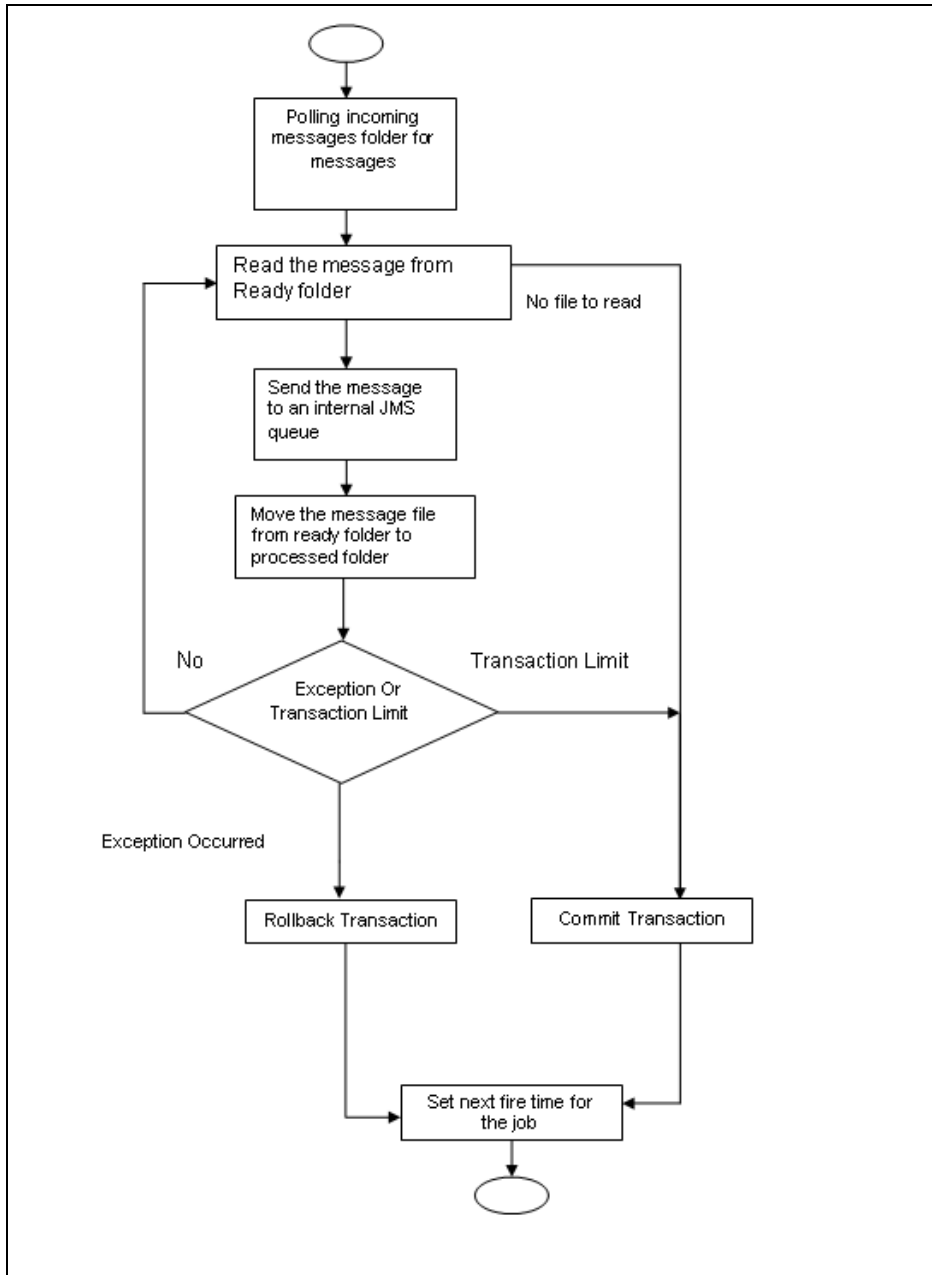 Polling incoming
messages folder for
messages
Read the message from
Ready folder
No file to read
Send the message
to an internal JMS
queue
Move the message file
from ready folder to
processed folder
No
Transaction Limit
Exception Or
Transaction Limit
Exception Occurred
Rollback Transaction
Commit Transaction
Set next fire time for
the job